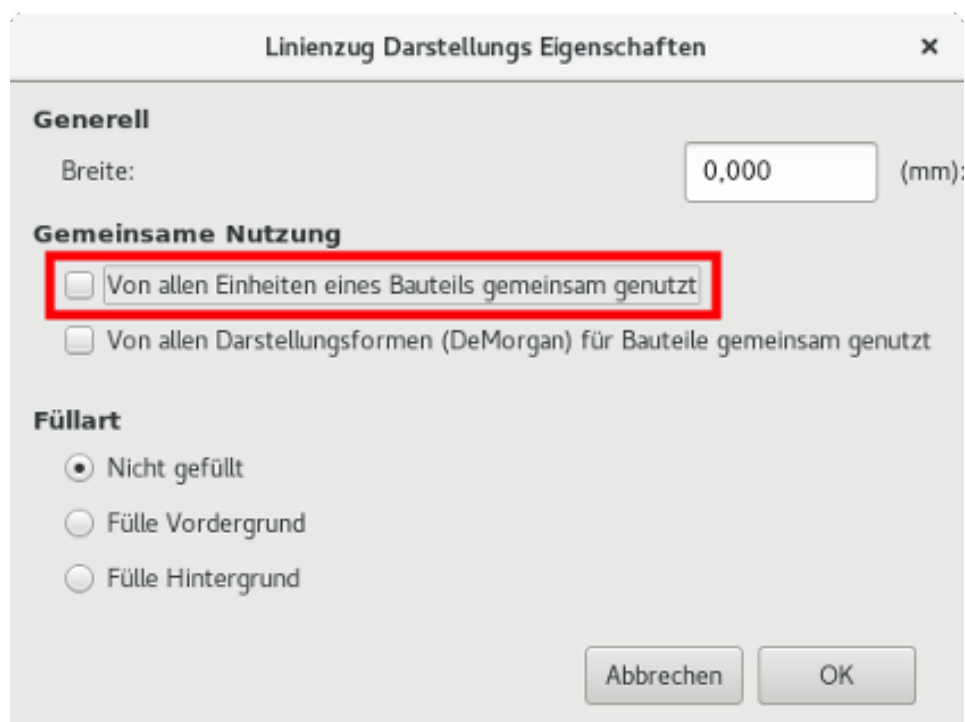 Linienzug Darstellungs Eigenschaften
Generell
Breite: 0,000 (mm):
Gemeinsame Nutzung
Von allen Einheiten eines Bauteils gemeinsam genutzt
Von allen Darstellungsformen (DeMorgan) für Bauteile gemeinsam genutzt
Füllart
Nicht gefüllt
Fülle Vordergrund
Fülle Hintergrund
Abbrechen OK